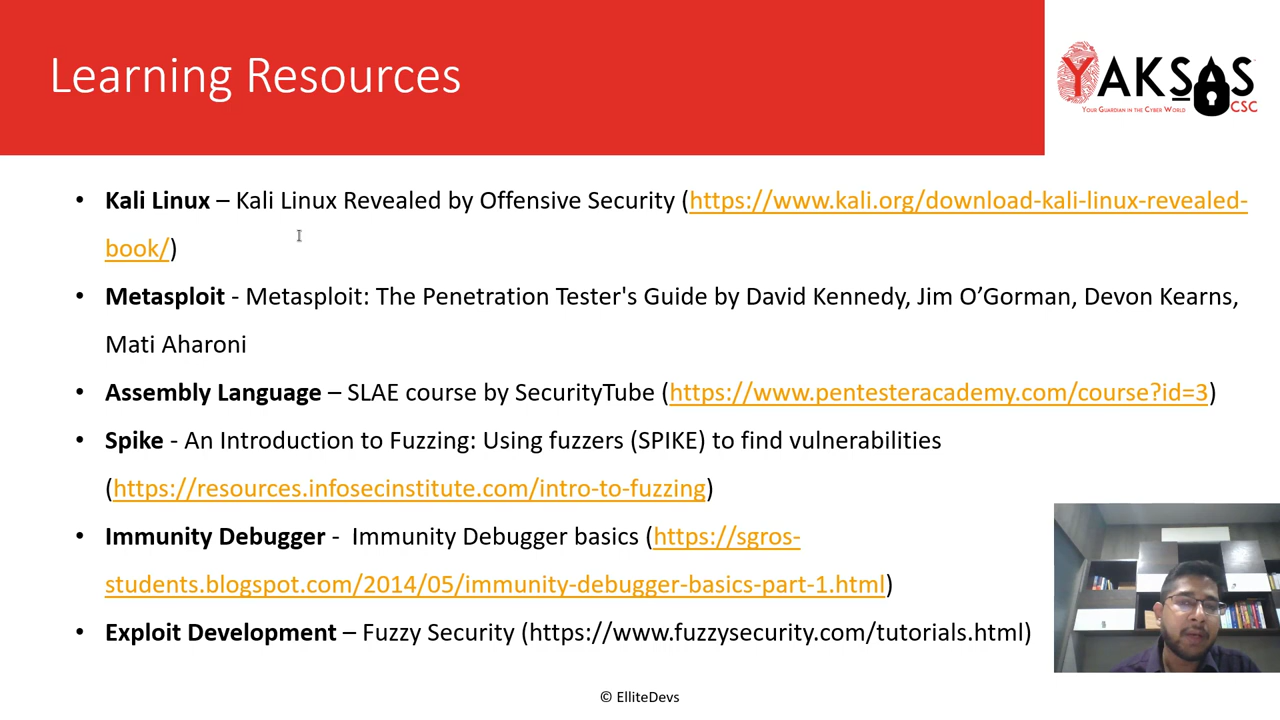 Learning Resources
YAKSAS
CSC
YOUR GUARDIAN IN THE CYBER WORLD
• Kali Linux – Kali Linux Revealed by Offensive Security (https://www.kali.org/download-kali-linux-revealed-
book/)
• Metasploit - Metasploit: The Penetration Tester's Guide by David Kennedy, Jim O’Gorman, Devon Kearns,
Mati Aharoni
• Assembly Language – SLAE course by SecurityTube (https://www.pentesteracademy.com/course?id=3)
• Spike - An Introduction to Fuzzing: Using fuzzers (SPIKE) to find vulnerabilities
(https://resources.infosecinstitute.com/intro-to-fuzzing)
• Immunity Debugger -  Immunity Debugger basics (https://sgros-
students.blogspot.com/2014/05/immunity-debugger-basics-part-1.html)
• Exploit Development – Fuzzy Security (https://www.fuzzysecurity.com/tutorials.html)
© ElliteDevs